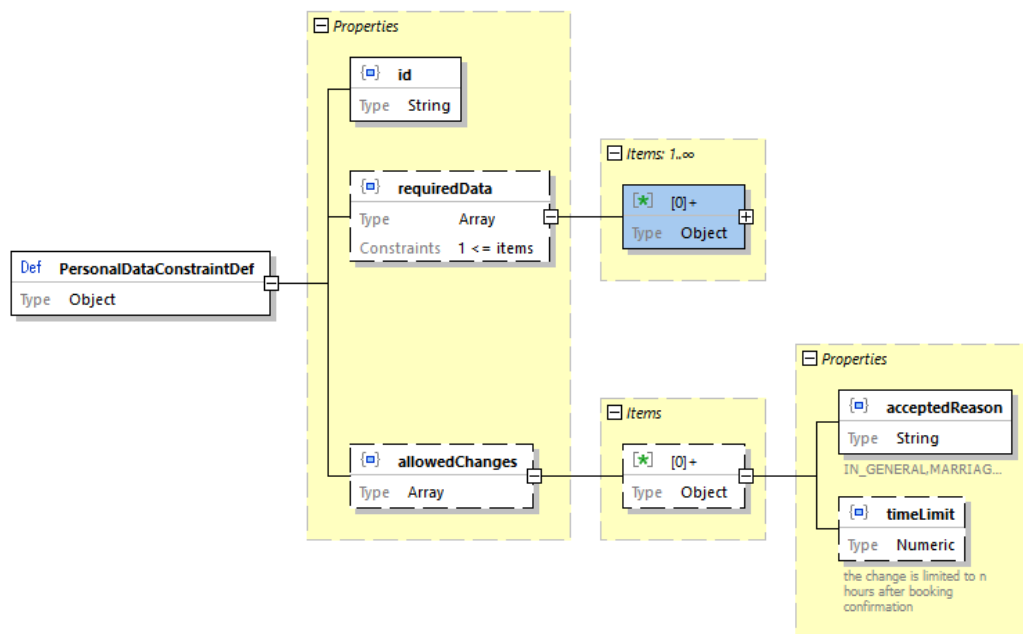 Properties
id
Type String
requiredData
Type Array
Constraints 1 <= items
Items: 1..∞
[0]+
Type Object
Def PersonalDataConstraintDef
Type Object
allowedChanges
Type Array
Items
[0]+
Type Object
Properties
acceptedReason
Type String
IN_GENERAL,MARRIAG...
timeLimit
Type Numeric
the change is limited to n
hours after booking
confirmation